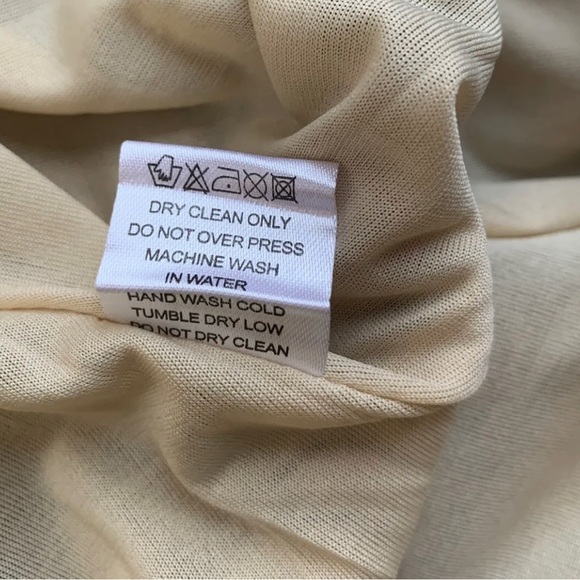 DRY CLEAN ONLY
DO NOT OVER PRESS
MACHINE WASH
IN WATER
HAND WASH COLD
TUMBLE DRY LOW
DO NOT DRY CLEAN